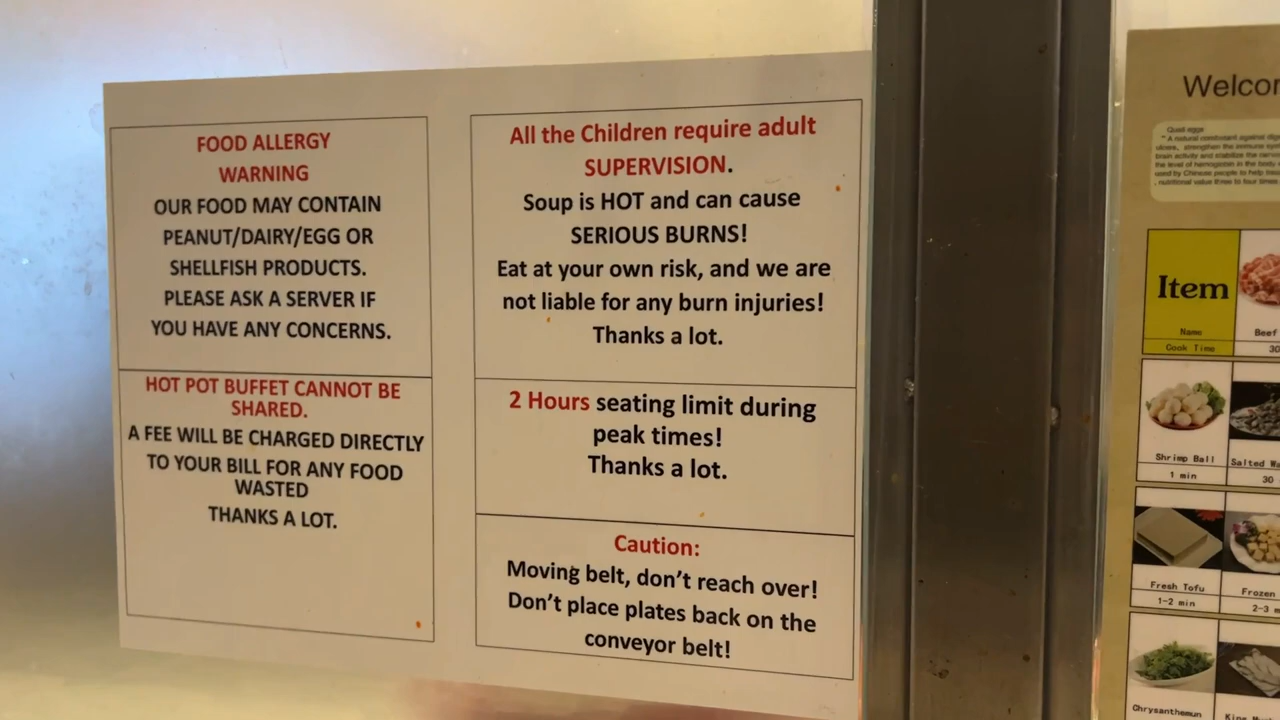 FOOD ALLERGY
WARNING
OUR FOOD MAY CONTAIN
PEANUT/DAIRY/EGG OR
SHELLFISH PRODUCTS.
PLEASE ASK A SERVER IF
YOU HAVE ANY CONCERNS.
HOT POT BUFFET CANNOT BE
SHARED.
A FEE WILL BE CHARGED DIRECTLY
TO YOUR BILL FOR ANY FOOD
WASTED
THANKS A LOT.
All the Children require adult
SUPERVISION.
Soup is HOT and can cause
SERIOUS BURNS!
Eat at your own risk, and we are
not liable for any burn injuries!
Thanks a lot.
2 Hours seating limit during
peak times!
Thanks a lot.
Caution:
Moving belt, don't reach over!
Don't place plates back on the
conveyor belt!
Quail eggs
Item
Name
Cook Time
Beef
30
Shrimp Ball
1 min
Salted
30
Fresh Tofu
1-2 min
Frozen
2-3
Chrysanthemun
King